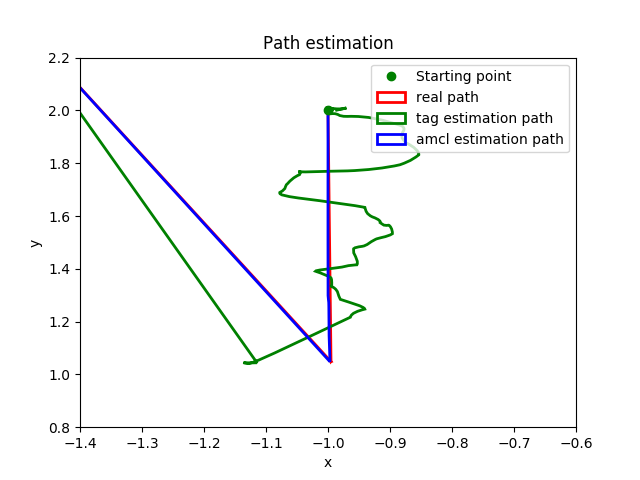 Path estimation
Starting point
real path
tag estimation path
amcl estimation path
y
2.2
2.0
1.8
1.6
1.4
1.2
1.0
0.8
−1.4 −1.3 −1.2 −1.1 −1.0 −0.9 −0.8 −0.7 −0.6
x